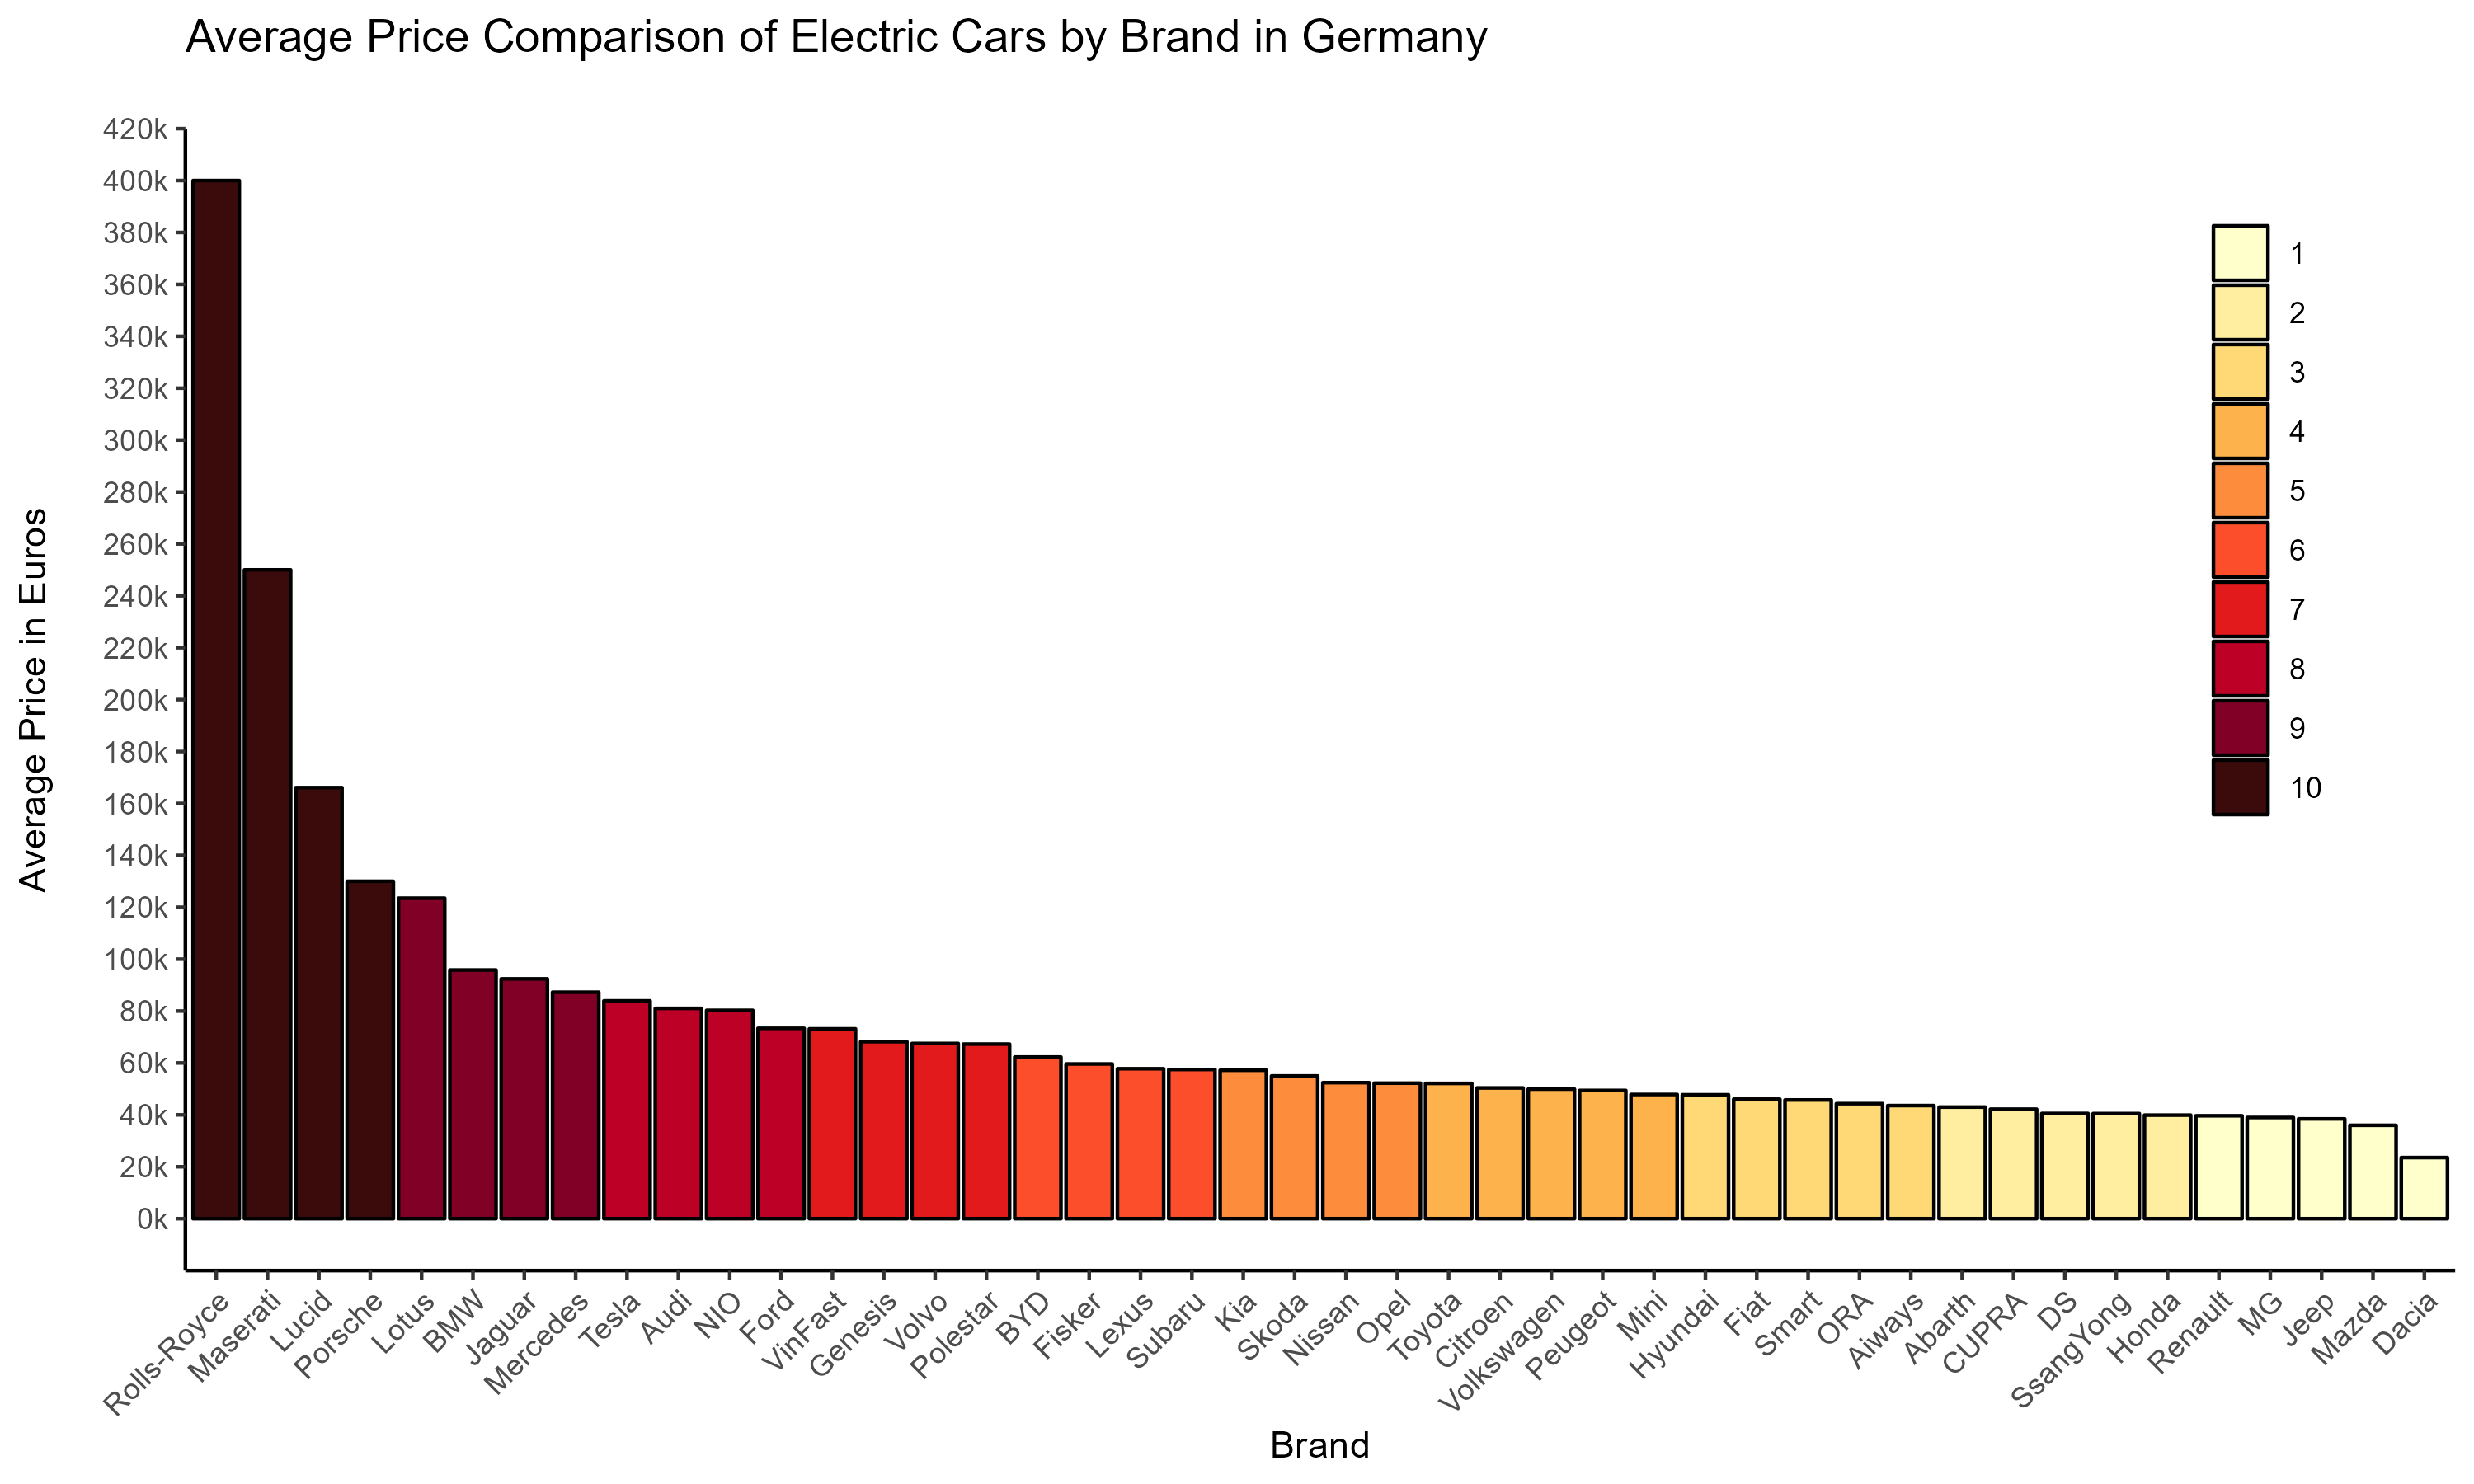 Average Price Comparison of Electric Cars by Brand in Germany
Average Price in Euros
420k
400k
380k
360k
340k
320k
300k
280k
260k
240k
220k
200k
180k
160k
140k
120k
100k
80k
60k
40k
20k
0k
1
2
3
4
5
6
7
8
9
10
Rolls-Royce
Maserati
Lucid
Porsche
Lotus
BMW
Jaguar
Mercedes
Tesla
Audi
NIO
Ford
VinFast
Genesis
Volvo
Polestar
BYD
Fisker
Lexus
Subaru
Kia
Skoda
Nissan
Opel
Toyota
Citroen
Volkswagen
Peugeot
Mini
Hyundai
Fiat
Smart
ORA
Aiways
Abarth
CUPRA
DS
SsangYong
Honda
Renault
MG
Jeep
Mazda
Dacia
Brand